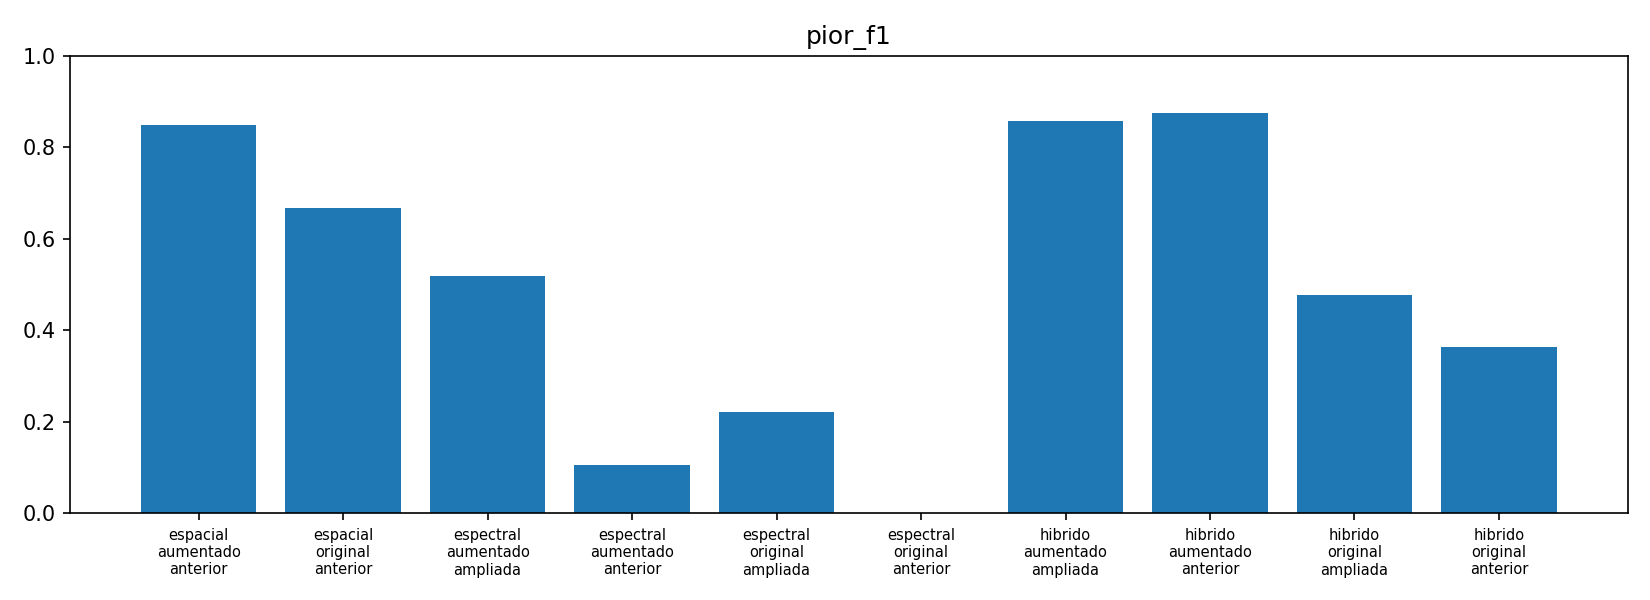 pior_f1
1.0
0.8
0.6
0.4
0.2
0.0
espacial
aumentado
anterior
espacial
original
anterior
espectral
aumentado
ampliada
espectral
aumentado
anterior
espectral
original
ampliada
espectral
original
anterior
hibrido
aumentado
ampliada
hibrido
aumentado
anterior
hibrido
original
ampliada
hibrido
original
anterior